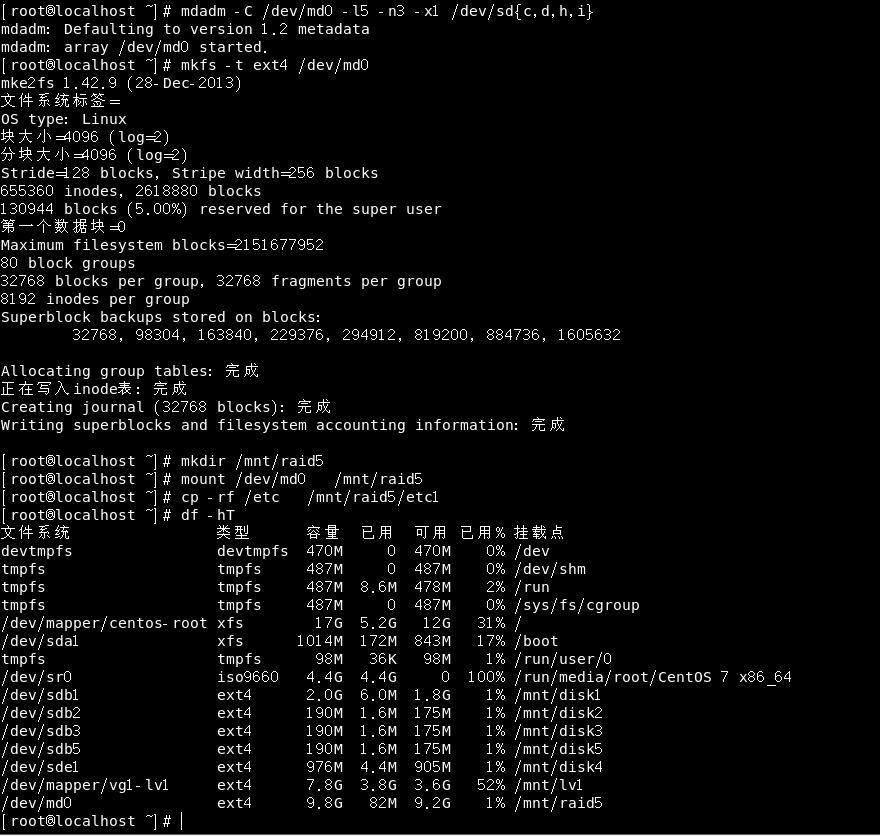 [root@localhost ~]# mdadm -C /dev/md0 -l5 -n3 -x1 /dev/sd{c,d,h,i}
mdadm: Defaulting to version 1.2 metadata
mdadm: array /dev/md0 started.
[root@localhost ~]# mkfs -t ext4 /dev/md0
mke2fs 1.42.9 (28-Dec-2013)
文件系统标签=
OS type: Linux
块大小=4096 (log=2)
分块大小=4096 (log=2)
Stride=128 blocks, Stripe width=256 blocks
655360 inodes, 2618880 blocks
130944 blocks (5.00%) reserved for the super user
第一个数据块=0
Maximum filesystem blocks=2151677952
80 block groups
32768 blocks per group, 32768 fragments per group
8192 inodes per group
Superblock backups stored on blocks:
32768, 98304, 163840, 229376, 294912, 819200, 884736, 1605632
Allocating group tables: 完成
正在写入inode表: 完成
Creating journal (32768 blocks): 完成
Writing superblocks and filesystem accounting information: 完成
[root@localhost ~]# mkdir /mnt/raid5
[root@localhost ~]# mount /dev/md0   /mnt/raid5
[root@localhost ~]# cp -rf /etc   /mnt/raid5/etc1
[root@localhost ~]# df -hT
文件系统 类型 容量 已用 可用 已用% 挂载点
devtmpfs devtmpfs 470M 0 470M 0% /dev
tmpfs tmpfs 487M 0 487M 0% /dev/shm
tmpfs tmpfs 487M 8.6M 478M 2% /run
tmpfs tmpfs 487M 0 487M 0% /sys/fs/cgroup
/dev/mapper/centos-root xfs 17G 5.2G 12G 31% /
/dev/sda1 xfs 1014M 172M 843M 17% /boot
tmpfs tmpfs 98M 36K 98M 1% /run/user/0
/dev/sr0 iso9660 4.4G 4.4G 0 100% /run/media/root/CentOS 7 x86_64
/dev/sdb1 ext4 2.0G 6.0M 1.8G 1% /mnt/disk1
/dev/sdb2 ext4 190M 1.6M 175M 1% /mnt/disk2
/dev/sdb3 ext4 190M 1.6M 175M 1% /mnt/disk3
/dev/sdb5 ext4 190M 1.6M 175M 1% /mnt/disk5
/dev/sde1 ext4 976M 4.4M 905M 1% /mnt/disk4
/dev/mapper/vg1-lv1 ext4 7.8G 3.8G 3.6G 52% /mnt/lv1
/dev/md0 ext4 9.8G 82M 9.2G 1% /mnt/raid5
[root@localhost ~]#